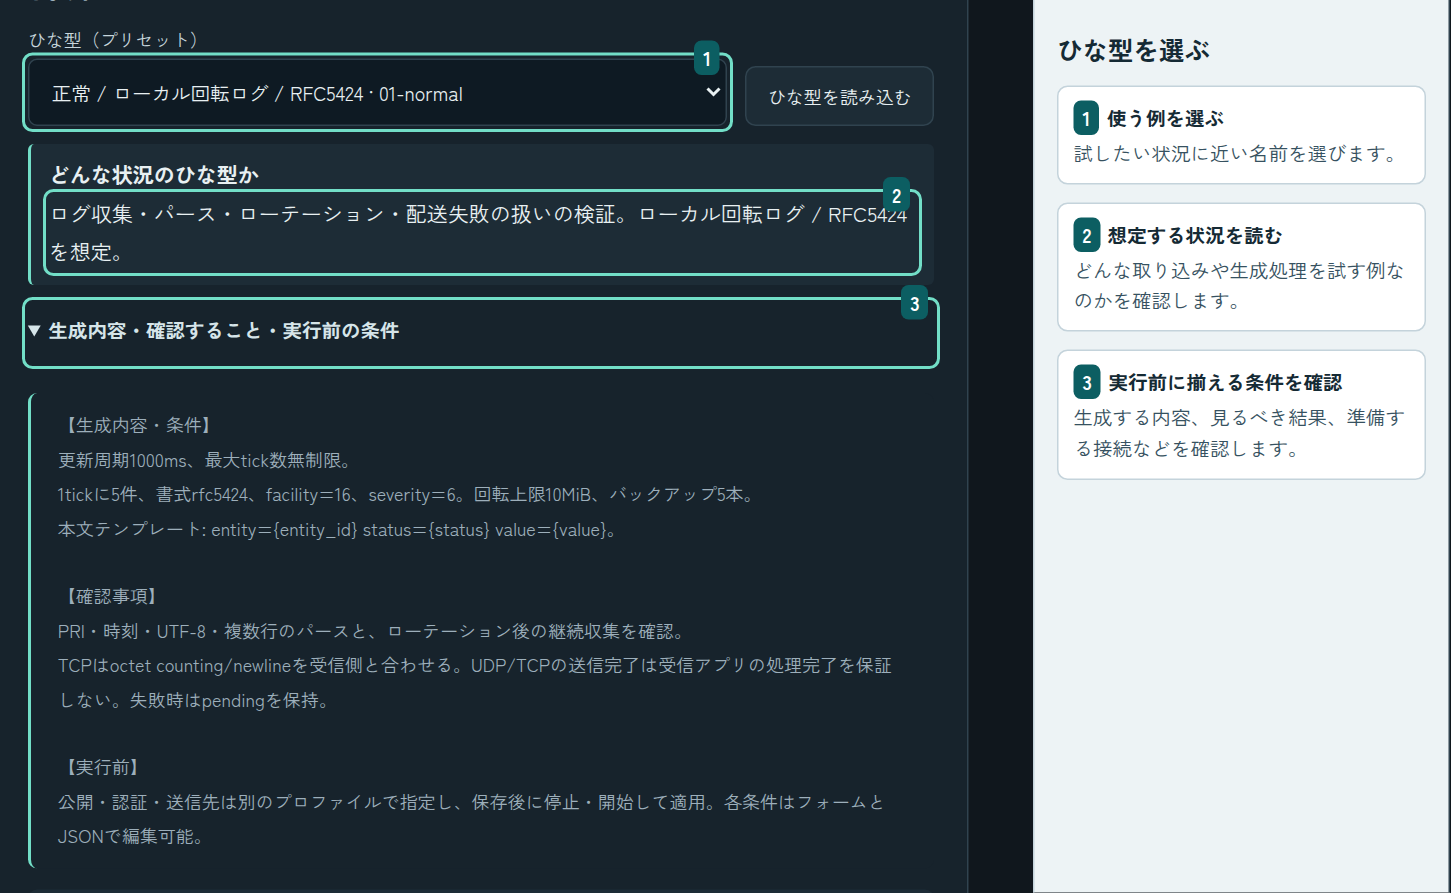 ひな型（プリセット）
1
正常 / ローカル回転ログ / RFC5424 · 01-normal
ひな型を読み込む
どんな状況のひな型か
2
ログ収集・パース・ローテーション・配送失敗の扱いの検証。ローカル回転ログ / RFC5424
を想定。
3
▼ 生成内容・確認すること・実行前の条件
【生成内容・条件】
更新周期1000ms、最大tick数無制限。
1tickに5件、書式rfc5424、facility=16、severity=6。回転上限10MiB、バックアップ5本。
本文テンプレート: entity={entity_id} status={status} value={value}。
【確認事項】
PRI・時刻・UTF-8・複数行のパースと、ローテーション後の継続収集を確認。
TCPはoctet counting/newlineを受信側と合わせる。UDP/TCPの送信完了は受信アプリの処理完了を保証
しない。失敗時はpendingを保持。
【実行前】
公開・認証・送信先は別のプロファイルで指定し、保存後に停止・開始して適用。各条件はフォームと
JSONで編集可能。
ひな型を選ぶ
1 使う例を選ぶ
試したい状況に近い名前を選びます。
2 想定する状況を読む
どんな取り込みや生成処理を試す例な
のかを確認します。
3 実行前に揃える条件を確認
生成する内容、見るべき結果、準備す
る接続などを確認します。